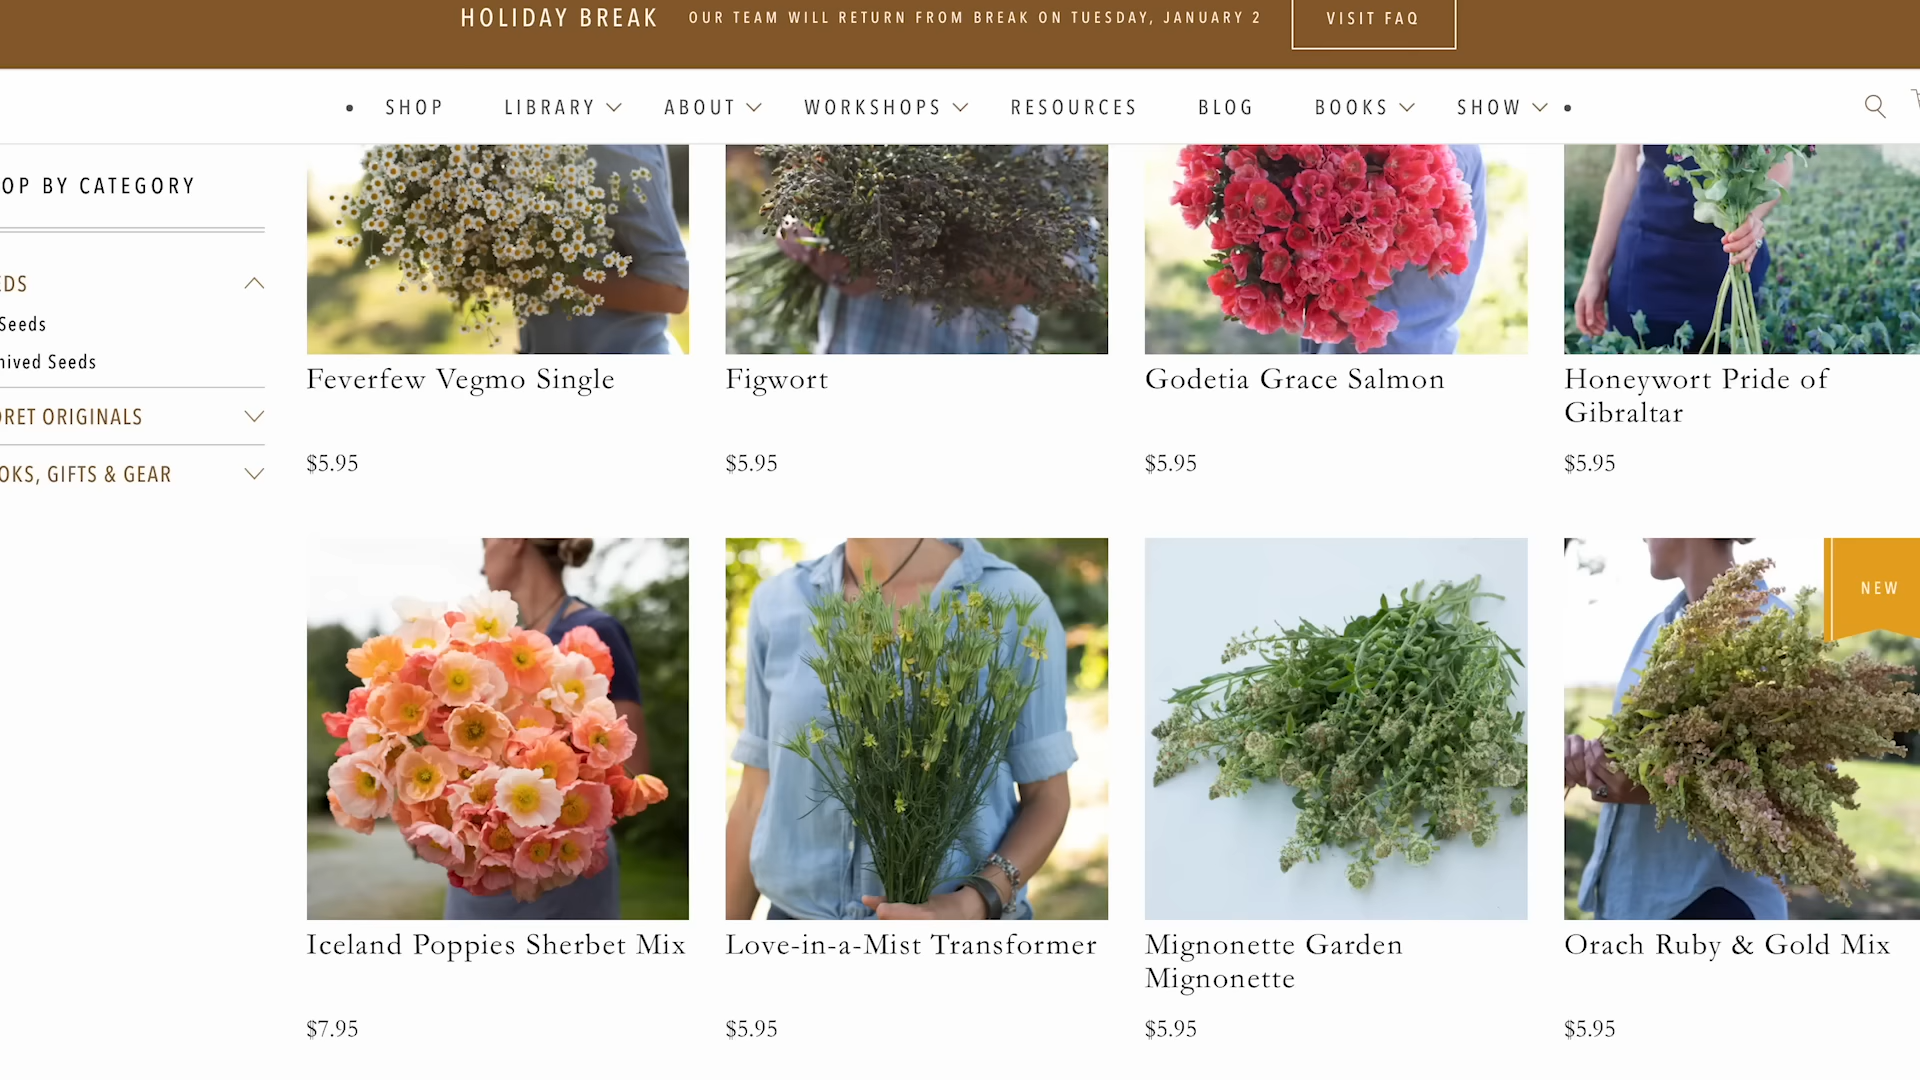 HOLIDAY BREAK OUR TEAM WILL RETURN FROM BREAK ON TUESDAY, JANUARY 2 VISIT FAQ
SHOP LIBRARY ABOUT WORKSHOPS RESOURCES BLOG BOOKS SHOW
OP BY CATEGORY
EDS
Seeds
hived Seeds
ORET ORIGINALS
OKS, GIFTS & GEAR
Feverfew Vegmo Single
$5.95
Figwort
$5.95
Godetia Grace Salmon
$5.95
Honeywort Pride of
Gibraltar
$5.95
Iceland Poppies Sherbet Mix
$7.95
Love-in-a-Mist Transformer
$5.95
Mignonette Garden
Mignonette
$5.95
NEW
Orach Ruby & Gold Mix
$5.95